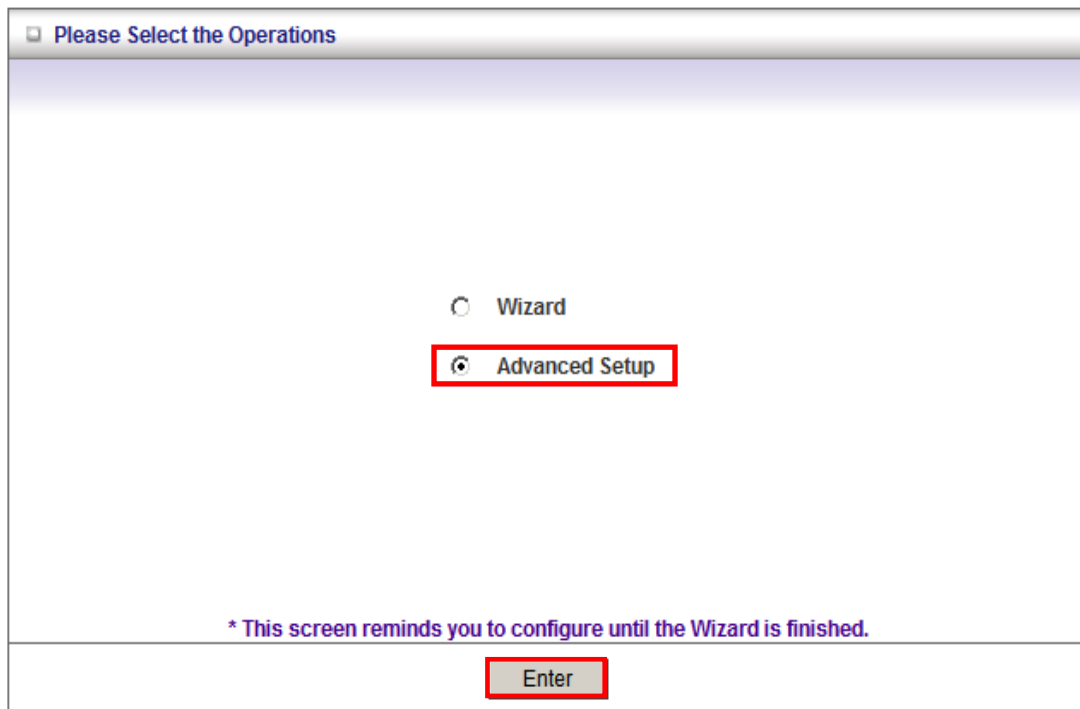 Please Select the Operations
Wizard
Advanced Setup
* This screen reminds you to configure until the Wizard is finished.
Enter